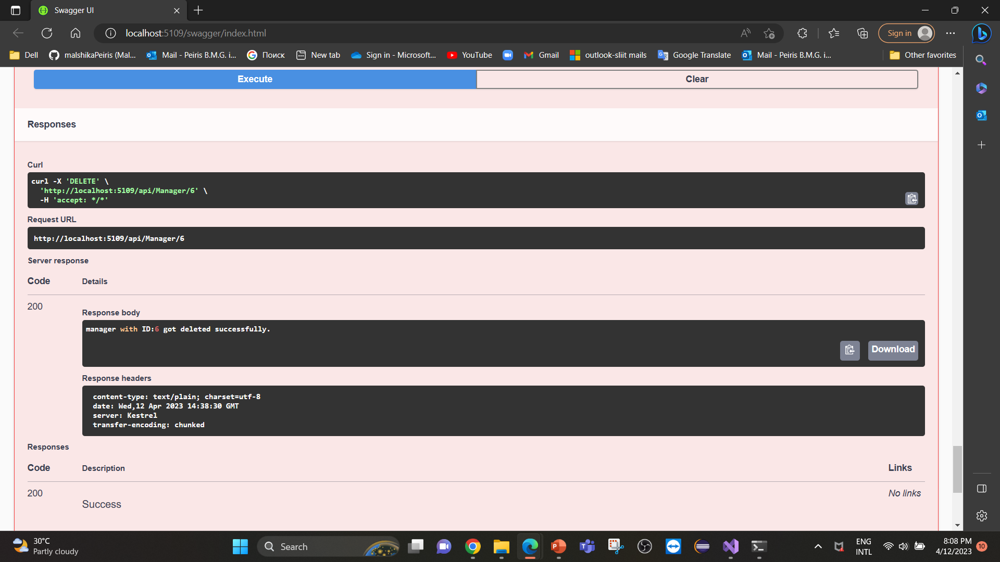 Swagger UI
localhost:5109/swagger/index.html
Sign in
Dell
malshikaPeiris (Mal...
Mail - Peiris B.M.G. i...
Поиск
New tab
Sign in - Microsoft...
YouTube
Gmail
outlook-sliit mails
Google Translate
Mail - Peiris B.M.G. i...
Other favorites
Execute
Clear
Responses
Curl
curl -X 'DELETE' \
'http://localhost:5109/api/Manager/6' \
-H 'accept: */*'
Request URL
http://localhost:5109/api/Manager/6
Server response
Code
Details
200
Response body
manager with ID:6 got deleted successfully.
Download
Response headers
content-type: text/plain; charset=utf-8
date: Wed,12 Apr 2023 14:38:30 GMT
server: Kestrel
transfer-encoding: chunked
Responses
Code
Description
Links
200
Success
No links
30°C
Partly cloudy
Search
ENG
INTL
8:08 PM
4/12/2023
10